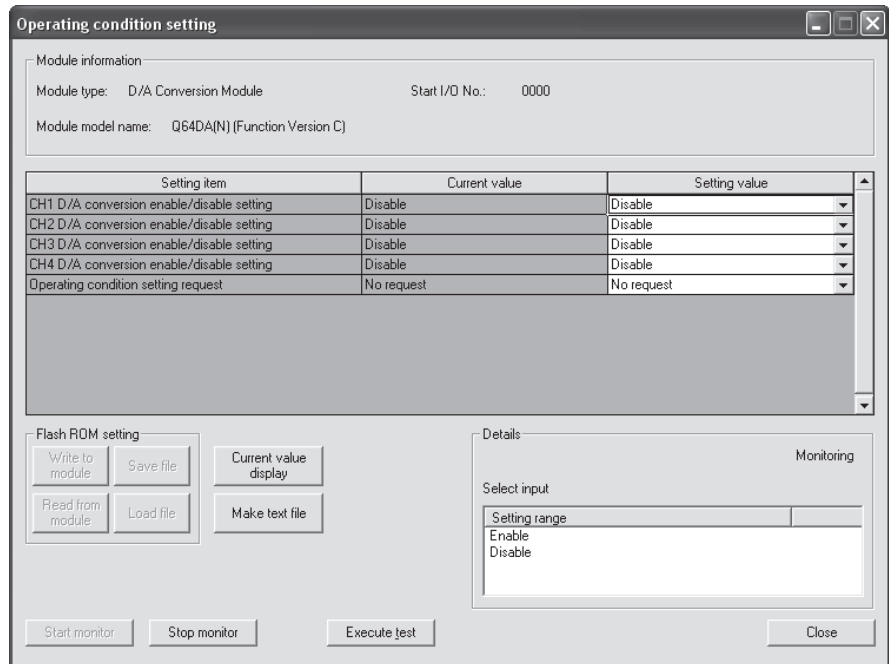 Operating condition setting
Module information
Module type: D/A Conversion Module Start I/O No.: 0000
Module model name: Q64DA(N) (Function Version C)
Setting item Current value Setting value
CH1 D/A conversion enable/disable setting Disable Disable
CH2 D/A conversion enable/disable setting Disable Disable
CH3 D/A conversion enable/disable setting Disable Disable
CH4 D/A conversion enable/disable setting Disable Disable
Operating condition setting request No request No request
Flash ROM setting
Write to module
Save file
Current value display
Read from module
Load file
Make text file
Details
Monitoring
Select input
Setting range
Enable
Disable
Start monitor Stop monitor Execute test Close